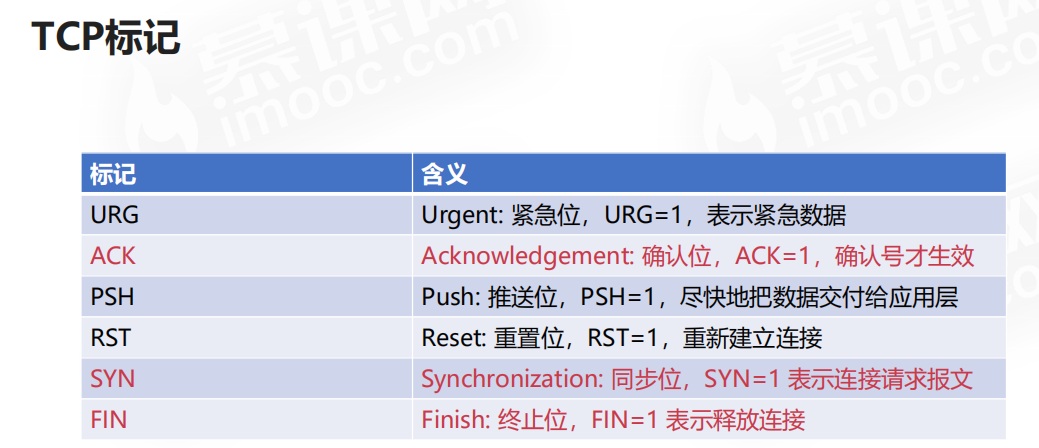 TCP标记
慕课网
imooc.com
慕课网
imooc.com
标记 含义
URG Urgent: 紧急位，URG=1，表示紧急数据
ACK Acknowledgement: 确认位，ACK=1，确认号才生效
PSH Push: 推送位，PSH=1，尽快地把数据交付给应用层
RST Reset: 重置位，RST=1，重新建立连接
SYN Synchronization: 同步位，SYN=1 表示连接请求报文
FIN Finish: 终止位，FIN=1 表示释放连接